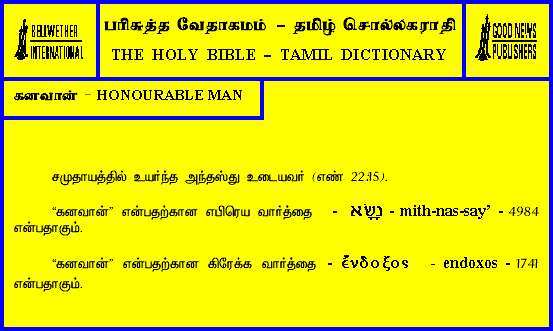 BELLWETHER
INTERNATIONAL
பரிசுத்த வேதாகமம் – தமிழ் சொல்லகராதி
THE HOLY BIBLE – TAMIL DICTIONARY
GOOD NEWS
PUBLISHERS
கனவான் – HONOURABLE MAN
சமுதாயத்தில் உயர்ந்த அந்தஸ்து உடையவர் (எண் 22:15).
“கனவான்” என்பதற்கான எபிரெய வார்த்தை - נָשָׂא - mith-nas-say’ - 4984
என்பதாகும்.
“கனவான்” என்பதற்கான கிரேக்க வார்த்தை - ἔνδοξος - endoxos - 1741
என்பதாகும்.